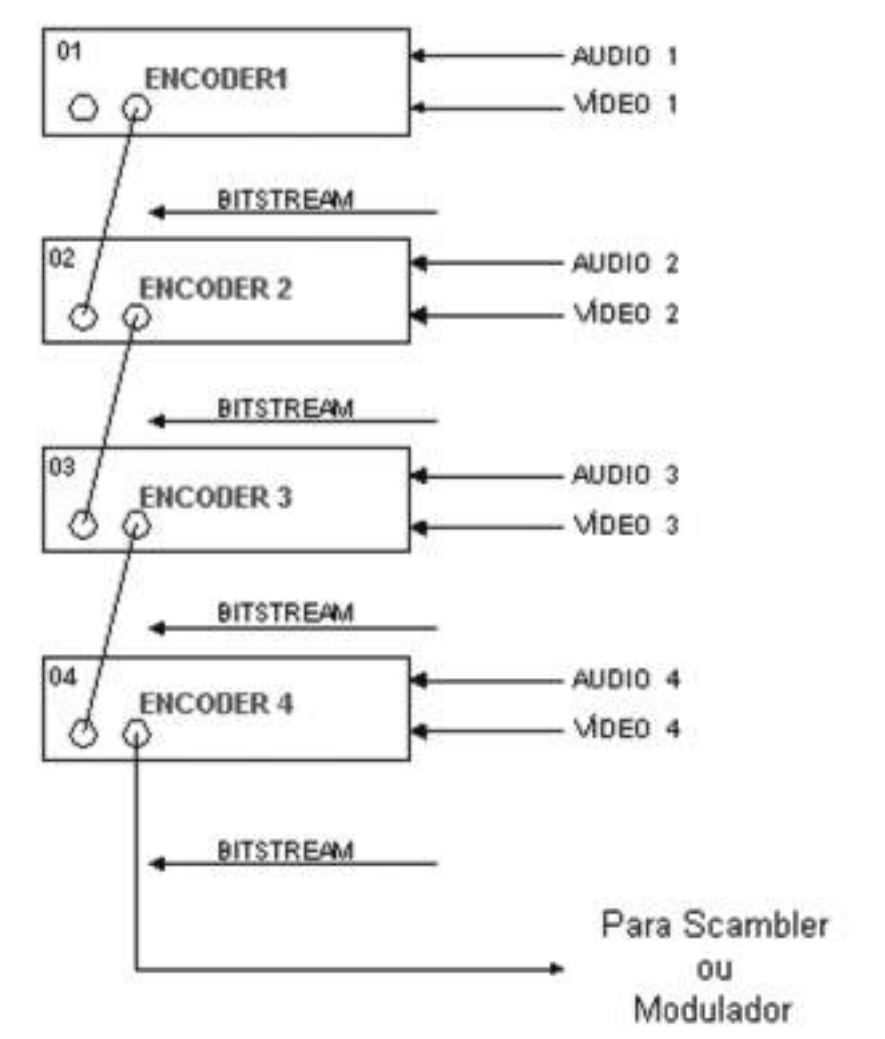 01
ENCODER1
AUDIO 1
VÍDEO 1
BITSTREAM
02
ENCODER 2
AUDIO 2
VÍDEO 2
BITSTREAM
03
ENCODER 3
AUDIO 3
VÍDEO 3
BITSTREAM
04
ENCODER 4
AUDIO 4
VÍDEO 4
BITSTREAM
Para Scambler
ou
Modulador